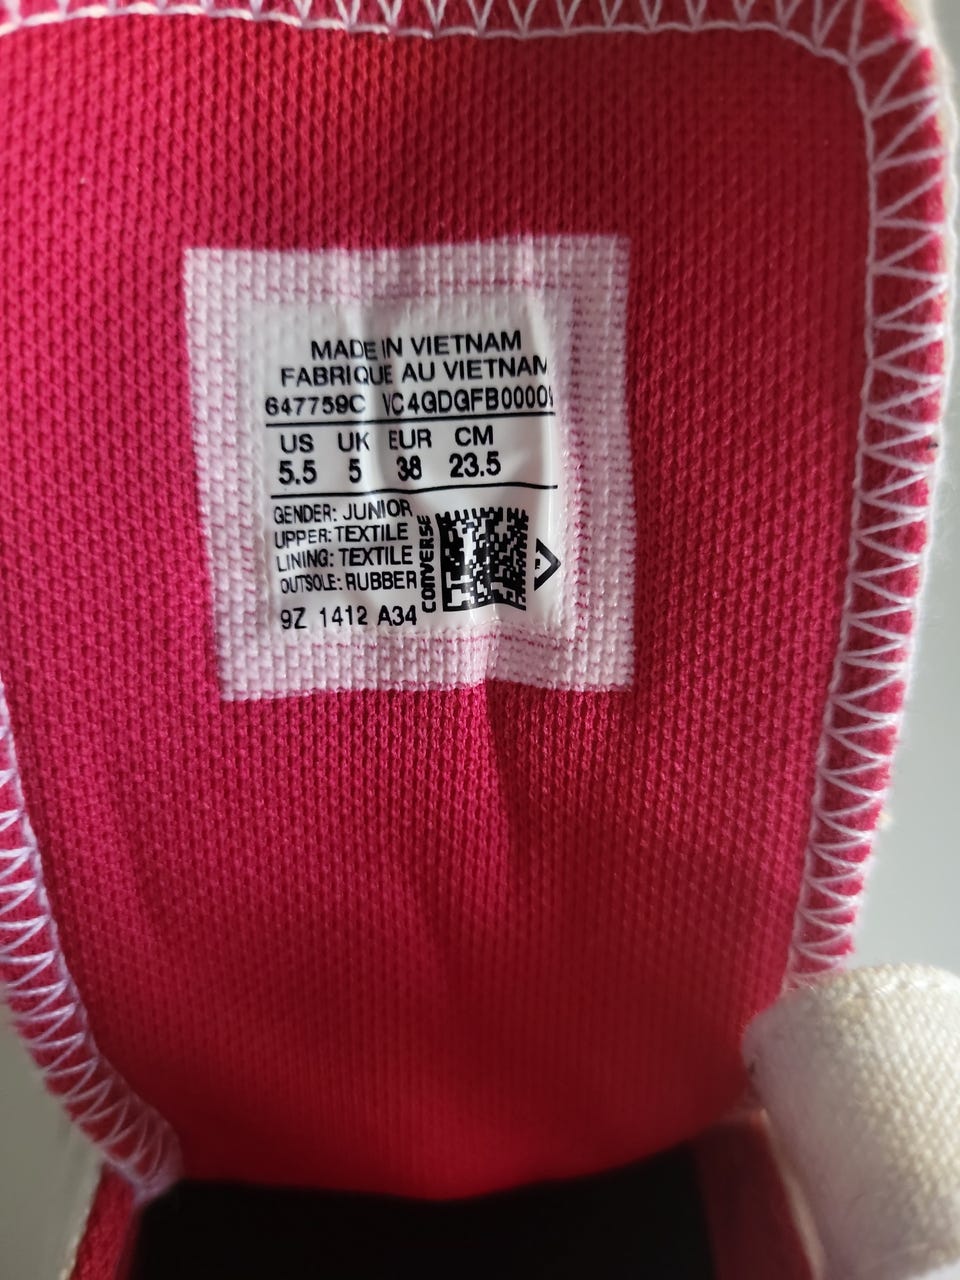 MADE IN VIETNAM
FABRIQUE AU VIETNAM
647759C VC4GDGFB0000
US UK EUR CM
5.5 5 38 23.5
GENDER: JUNIOR
UPPER: TEXTILE
LINING: TEXTILE
OUTSOLE: RUBBER
CONVERSE
9Z 1412 A34